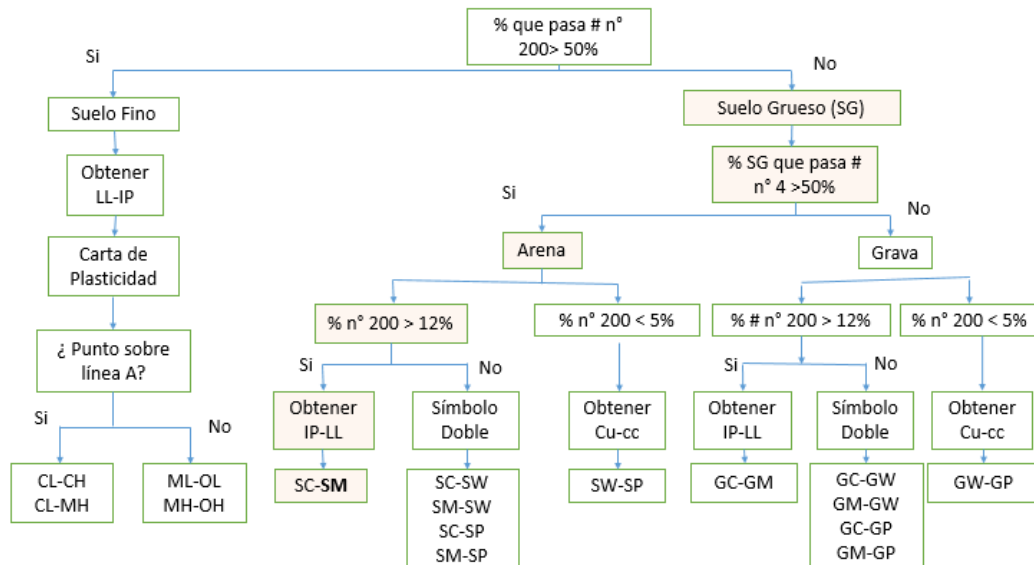 % que pasa # n°
200> 50%
Si
No
Suelo Fino
Suelo Grueso (SG)
Obtener
LL-IP
% SG que pasa #
n° 4 >50%
Si
No
Carta de
Plasticidad
Arena
Grava
¿ Punto sobre
línea A?
% n° 200 > 12%
% n° 200 < 5%
% # n° 200 > 12%
% n° 200 < 5%
Si
No
Si
No
Si
No
Obtener
IP-LL
Símbolo
Doble
Obtener
Cu-cc
Obtener
IP-LL
Símbolo
Doble
Obtener
Cu-cc
CL-CH
CL-MH
ML-OL
MH-OH
SC-SM
SC-SW
SM-SW
SC-SP
SM-SP
SW-SP
GC-GM
GC-GW
GM-GW
GC-GP
GM-GP
GW-GP